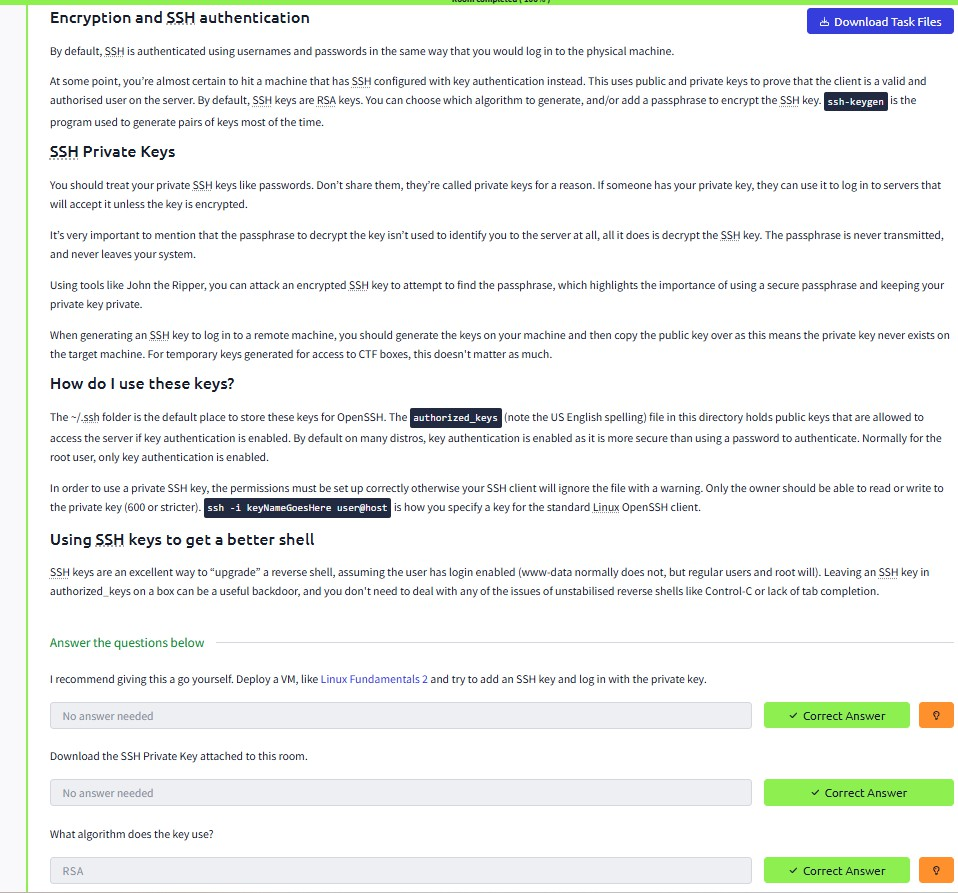 Room completed ( 100% )
Encryption and SSH authentication
Download Task Files
By default, SSH is authenticated using usernames and passwords in the same way that you would log in to the physical machine.
At some point, you’re almost certain to hit a machine that has SSH configured with key authentication instead. This uses public and private keys to prove that the client is a valid and
authorised user on the server. By default, SSH keys are RSA keys. You can choose which algorithm to generate, and/or add a passphrase to encrypt the SSH key. ssh-keygen is the
program used to generate pairs of keys most of the time.
SSH Private Keys
You should treat your private SSH keys like passwords. Don’t share them, they’re called private keys for a reason. If someone has your private key, they can use it to log in to servers that
will accept it unless the key is encrypted.
It’s very important to mention that the passphrase to decrypt the key isn’t used to identify you to the server at all, all it does is decrypt the SSH key. The passphrase is never transmitted,
and never leaves your system.
Using tools like John the Ripper, you can attack an encrypted SSH key to attempt to find the passphrase, which highlights the importance of using a secure passphrase and keeping your
private key private.
When generating an SSH key to log in to a remote machine, you should generate the keys on your machine and then copy the public key over as this means the private key never exists on
the target machine. For temporary keys generated for access to CTF boxes, this doesn't matter as much.
How do I use these keys?
The ~/.ssh folder is the default place to store these keys for OpenSSH. The authorized_keys (note the US English spelling) file in this directory holds public keys that are allowed to
access the server if key authentication is enabled. By default on many distros, key authentication is enabled as it is more secure than using a password to authenticate. Normally for the
root user, only key authentication is enabled.
In order to use a private SSH key, the permissions must be set up correctly otherwise your SSH client will ignore the file with a warning. Only the owner should be able to read or write to
the private key (600 or stricter). ssh -i keyNameGoesHere user@host is how you specify a key for the standard Linux OpenSSH client.
Using SSH keys to get a better shell
SSH keys are an excellent way to “upgrade” a reverse shell, assuming the user has login enabled (www-data normally does not, but regular users and root will). Leaving an SSH key in
authorized_keys on a box can be a useful backdoor, and you don't need to deal with any of the issues of unstabilised reverse shells like Control-C or lack of tab completion.
Answer the questions below
I recommend giving this a go yourself. Deploy a VM, like Linux Fundamentals 2 and try to add an SSH key and log in with the private key.
No answer needed
Correct Answer
Download the SSH Private Key attached to this room.
No answer needed
Correct Answer
What algorithm does the key use?
RSA
Correct Answer